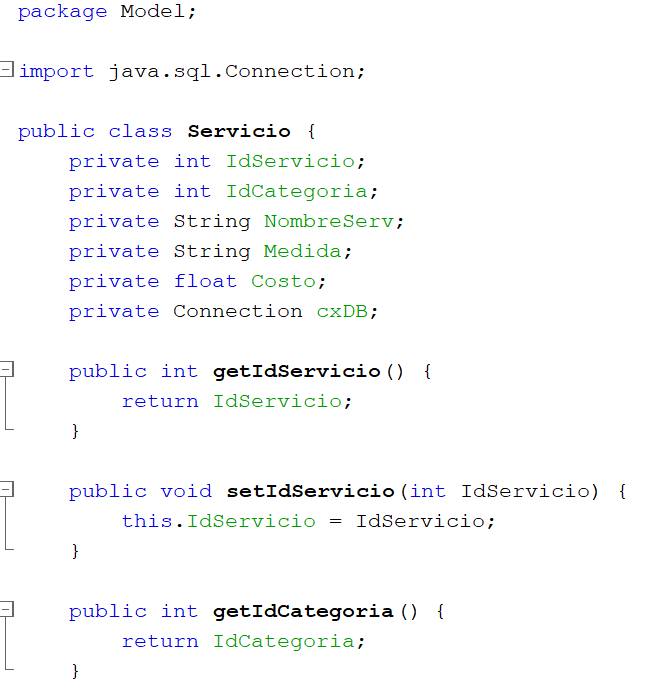 package Model;
import java.sql.Connection;
public class Servicio {
    private int IdServicio;
    private int IdCategoria;
    private String NombreServ;
    private String Medida;
    private float Costo;
    private Connection cxDB;
    public int getIdServicio() {
        return IdServicio;
    }
    public void setIdServicio(int IdServicio) {
        this.IdServicio = IdServicio;
    }
    public int getIdCategoria() {
        return IdCategoria;
    }